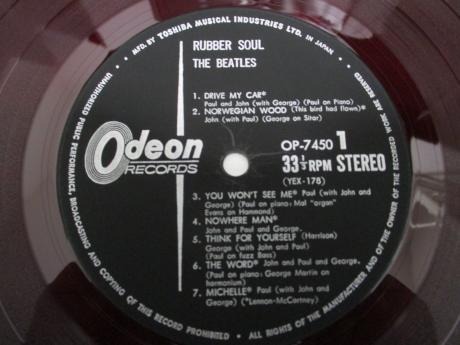 MFD. BY TOSHIBA MUSICAL INDUSTRIES LTD. IN JAPAN
ALL RIGHTS OF THE MANUFACTURER AND OF THE OWNER OF THE RECORDED WORK ARE RESERVED
UNAUTHORIZED PUBLIC PERFORMANCE, BROADCASTING AND COPYING OF THIS RECORD PROHIBITED
RUBBER SOUL
THE BEATLES
1. DRIVE MY CAR*
Paul and John (with George) (Paul on Piano)
2. NORWEGIAN WOOD (This bird had flown)*
John (with Paul) (George on Sitar)
Odeon
RECORDS
OP-7450 1
33 1/3 RPM STEREO
(YEX-178)
3. YOU WON'T SEE ME* Paul (with John and
George) (Paul on piano: Mal "organ"
Evans on Hammond)
4. NOWHERE MAN*
John and Paul and George.
5. THINK FOR YOURSELF (Harrison)
George (with John and Paul)
(Paul on fuzz Bass)
6. THE WORD* John and Paul and George.
(Paul on piano: George Martin on
harmonium)
7. MICHELLE* Paul (with John and
George) (*Lennon-McCartney)